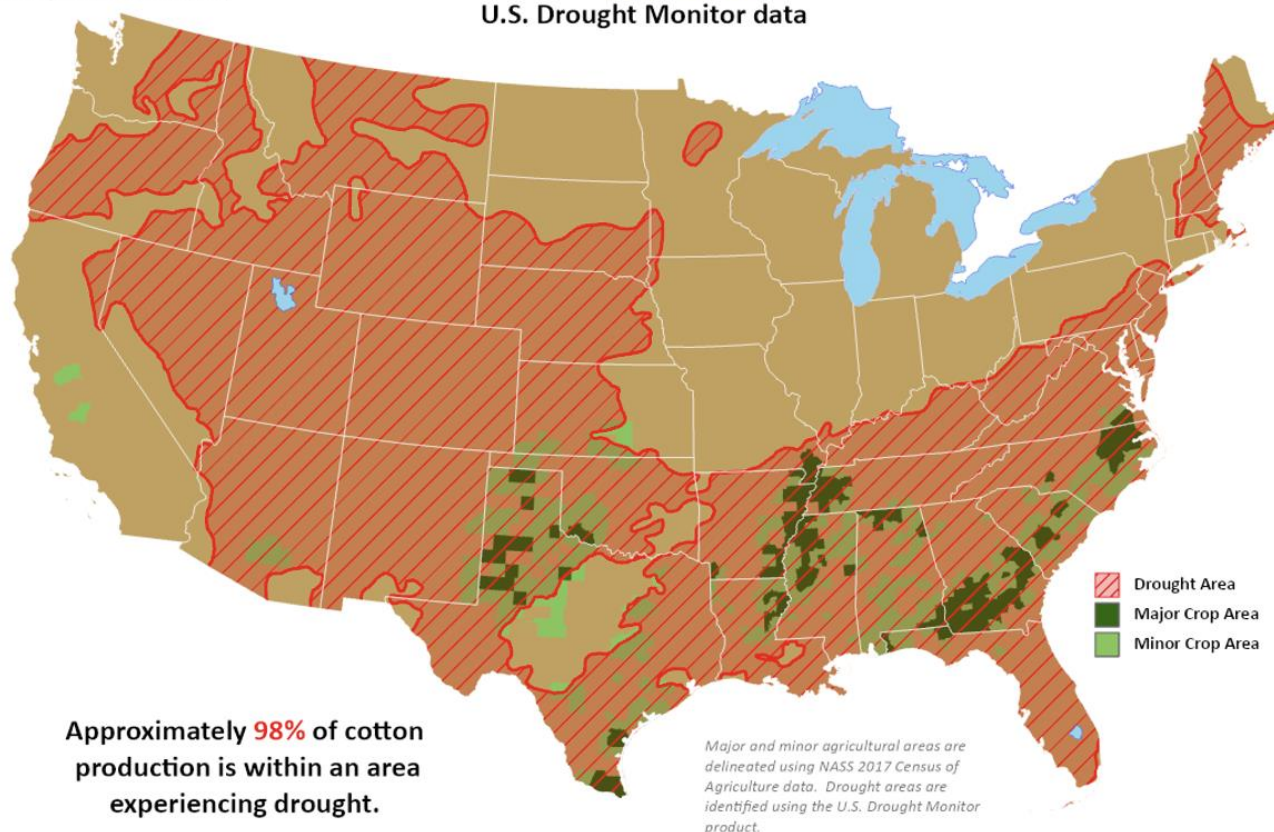 U.S. Drought Monitor data
Drought Area
Major Crop Area
Minor Crop Area
Approximately 98% of cotton
production is within an area
experiencing drought.
Major and minor agricultural areas are
delineated using NASS 2017 Census of
Agriculture data.  Drought areas are
identified using the U.S. Drought Monitor
product.